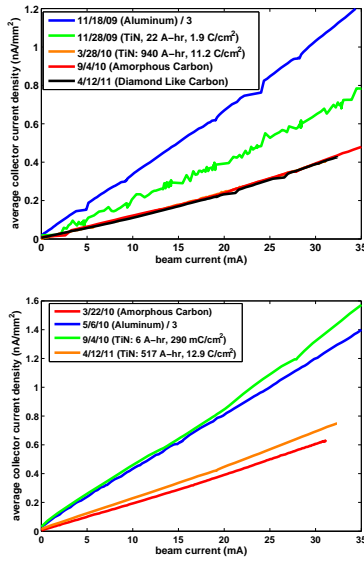 1.2
1
0.8
0.6
0.4
0.2
0
average collector current density (nA/mm²)
11/18/09 (Aluminum) / 3
11/28/09 (TiN, 22 A−hr, 1.9 C/cm²)
3/28/10 (TiN: 940 A−hr, 11.2 C/cm²)
9/4/10 (Amorphous Carbon)
4/12/11 (Diamond Like Carbon)
0 5 10 15 20 25 30 35
beam current (mA)
1.6
1.4
1.2
1
0.8
0.6
0.4
0.2
0
average collector current density (nA/mm²)
3/22/10 (Amorphous Carbon)
5/6/10 (Aluminum) / 3
9/4/10 (TiN: 6 A−hr, 290 mC/cm²)
4/12/11 (TiN: 517 A−hr, 12.9 C/cm²)
0 5 10 15 20 25 30 35
beam current (mA)